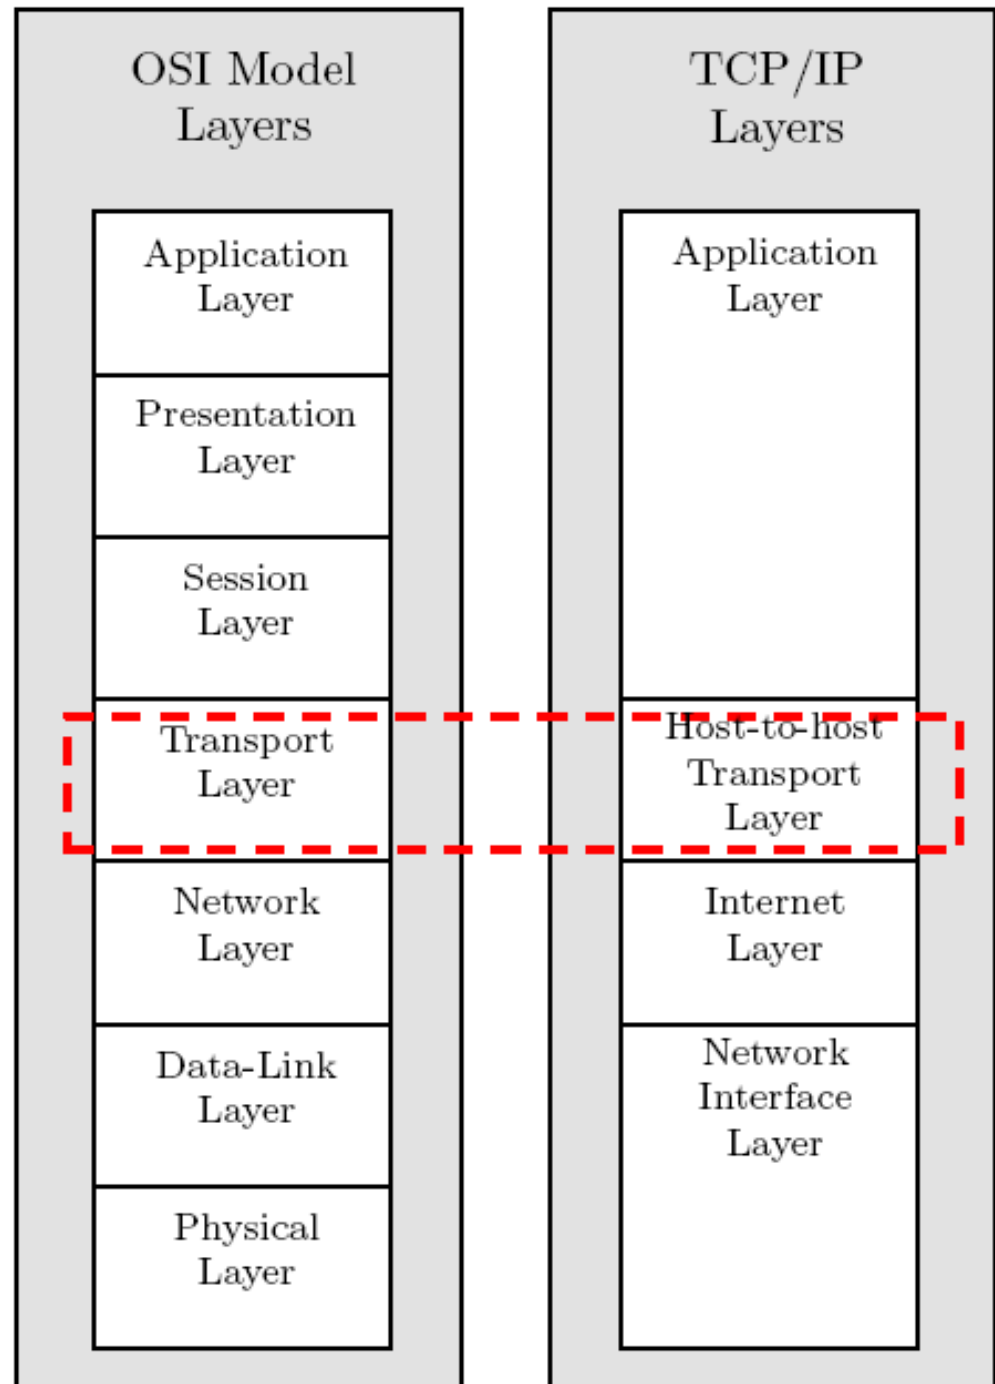 OSI Model
Layers
Application
Layer
Presentation
Layer
Session
Layer
Transport
Layer
Network
Layer
Data-Link
Layer
Physical
Layer
TCP/IP
Layers
Application
Layer
Host-to-host
Transport
Layer
Internet
Layer
Network
Interface
Layer